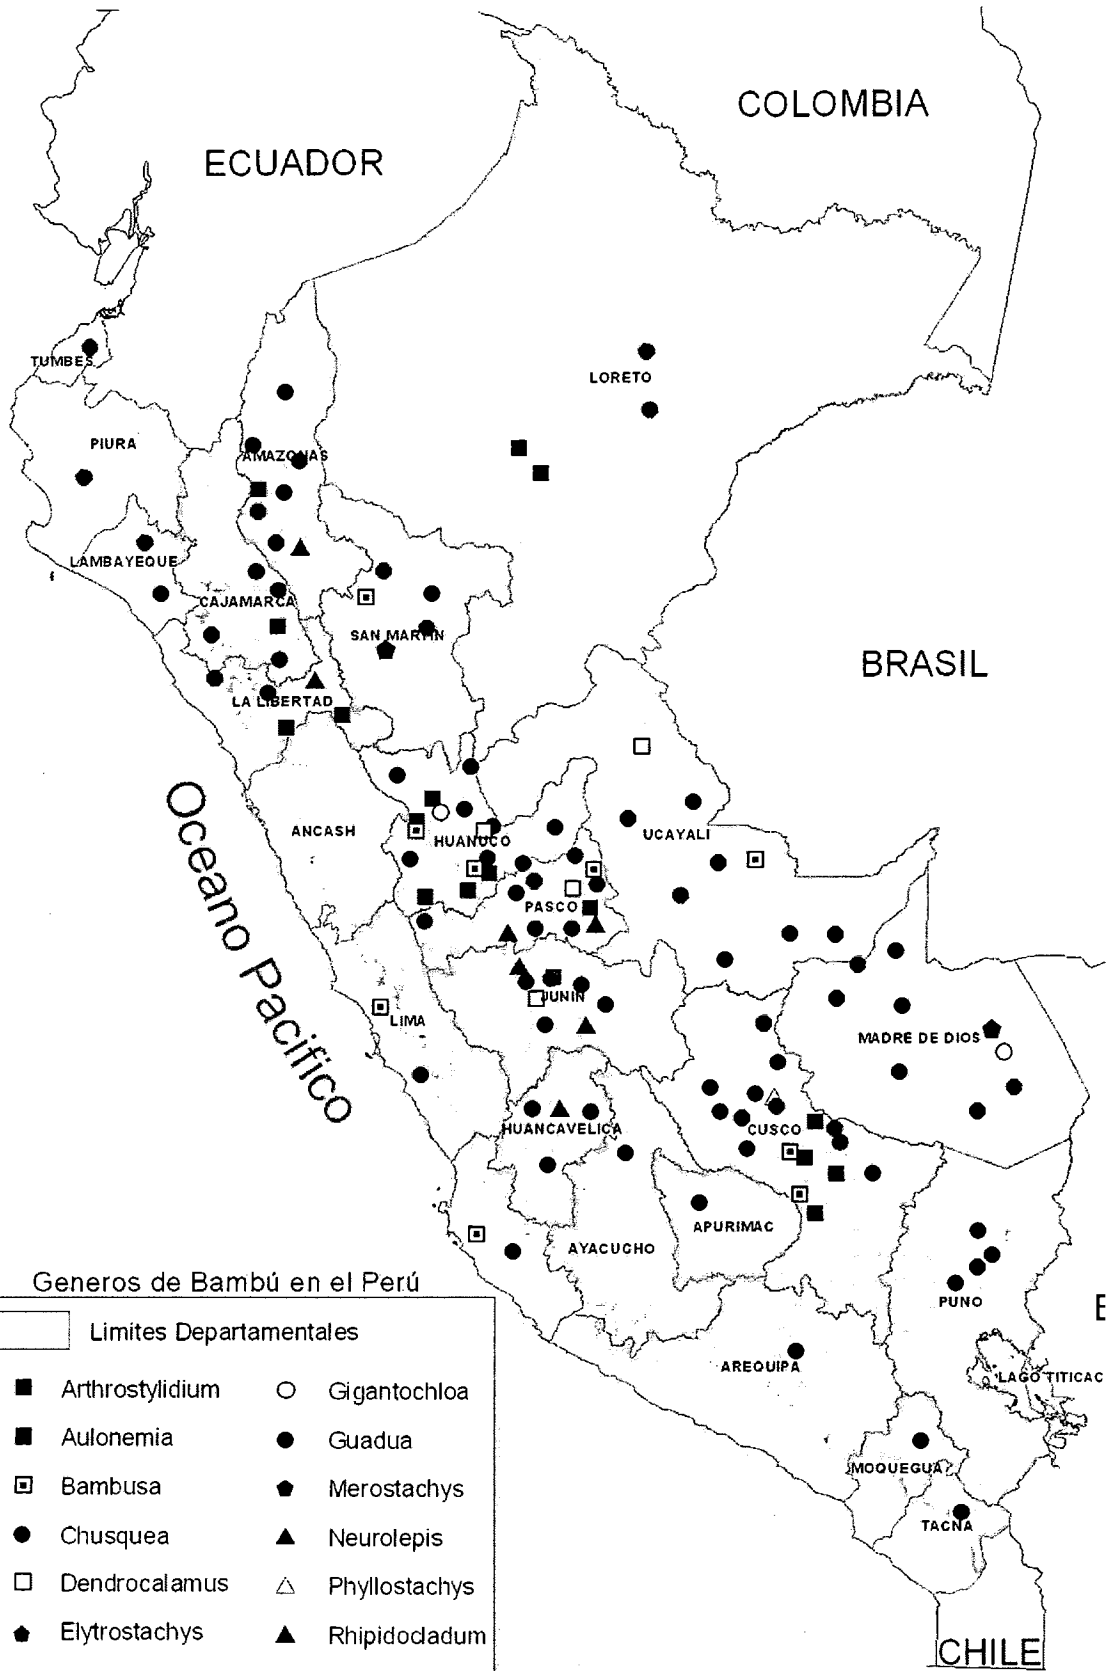 COLOMBIA
ECUADOR
TUMBES
LORETO
PIURA
AMAZONAS
LAMBAYEQUE
CAJAMARCA
SAN MARTIN
BRASIL
LA LIBERTAD
Oceano Pacifico
ANCASH
HUANUCO
UCAYALI
PASCO
JUNIN
LIMA
MADRE DE DIOS
HUANCAVELICA
CUSCO
APURIMAC
AYACUCHO
PUNO
AREQUIPA
LAGO TITICAC
MOQUEGUA
TACNA
CHILE
Generos de Bambú en el Perú
Limites Departamentales
Arthrostylidium
Aulonemia
Bambusa
Chusquea
Dendrocalamus
Elytrostachys
Gigantochloa
Guadua
Merostachys
Neurolepis
Phyllostachys
Rhipidocladum